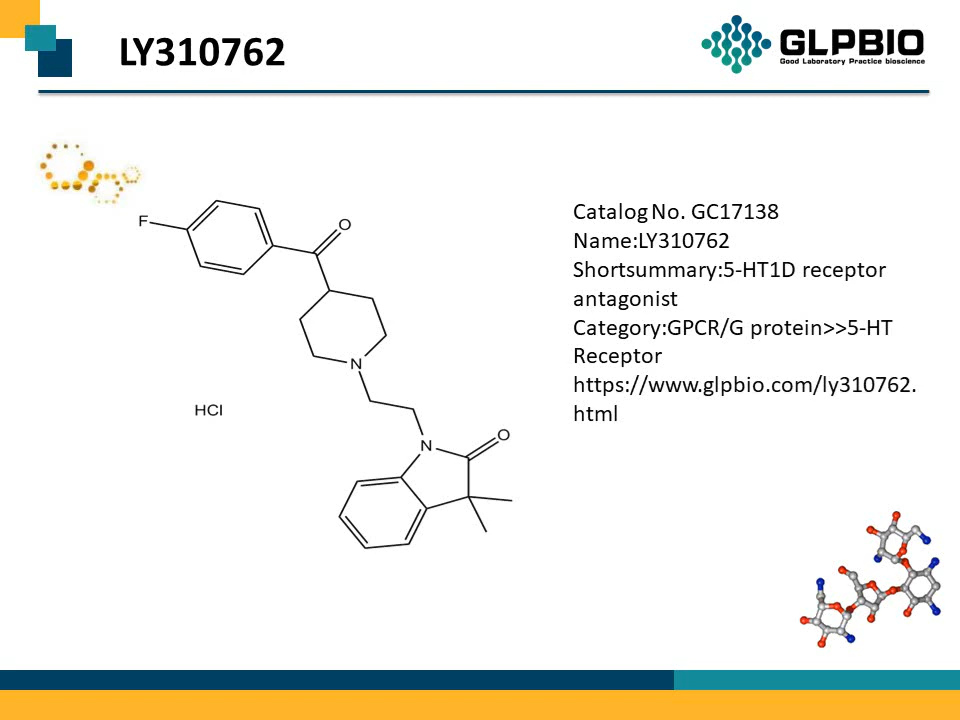 LY310762
GLPBIO
Good Laboratory Practice bioscience
F
O
N
HCl
N
O
Catalog No. GC17138
Name:LY310762
Shortsummary:5-HT1D receptor
antagonist
Category:GPCR/G protein>>5-HT
Receptor
https://www.glpbio.com/ly310762.
html